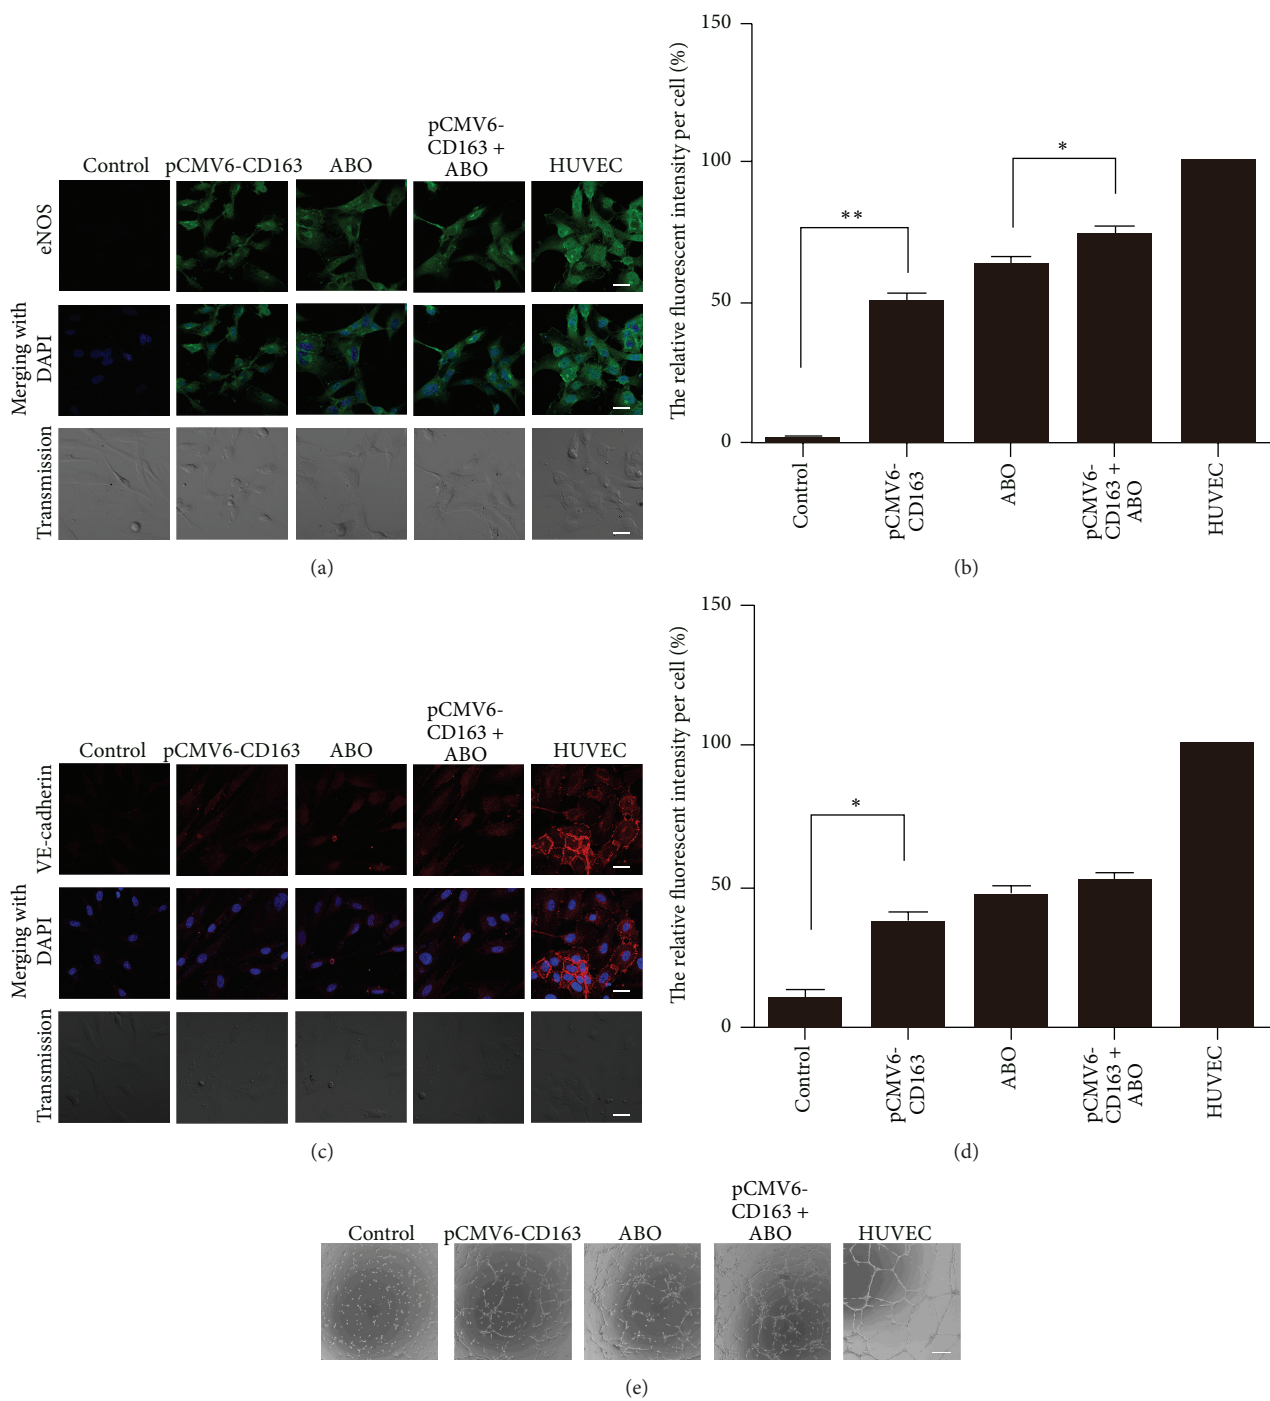 pCMV6-
CD163 +
Control pCMV6-CD163 ABO ABO HUVEC
eNOS
Merging with
DAPI
Transmission
(a)
The relative fluorescent intensity per cell (%)
150
100
50
0
**
*
Control
pCMV6-
CD163
ABO
pCMV6-
CD163 +
ABO
HUVEC
(b)
pCMV6-
CD163 +
Control pCMV6-CD163 ABO ABO HUVEC
VE-cadherin
Merging with
DAPI
Transmission
(c)
The relative fluorescent intensity per cell (%)
150
100
50
0
*
Control
pCMV6-
CD163
ABO
pCMV6-
CD163 +
ABO
HUVEC
(d)
pCMV6-
CD163 +
Control pCMV6-CD163 ABO ABO HUVEC
(e)